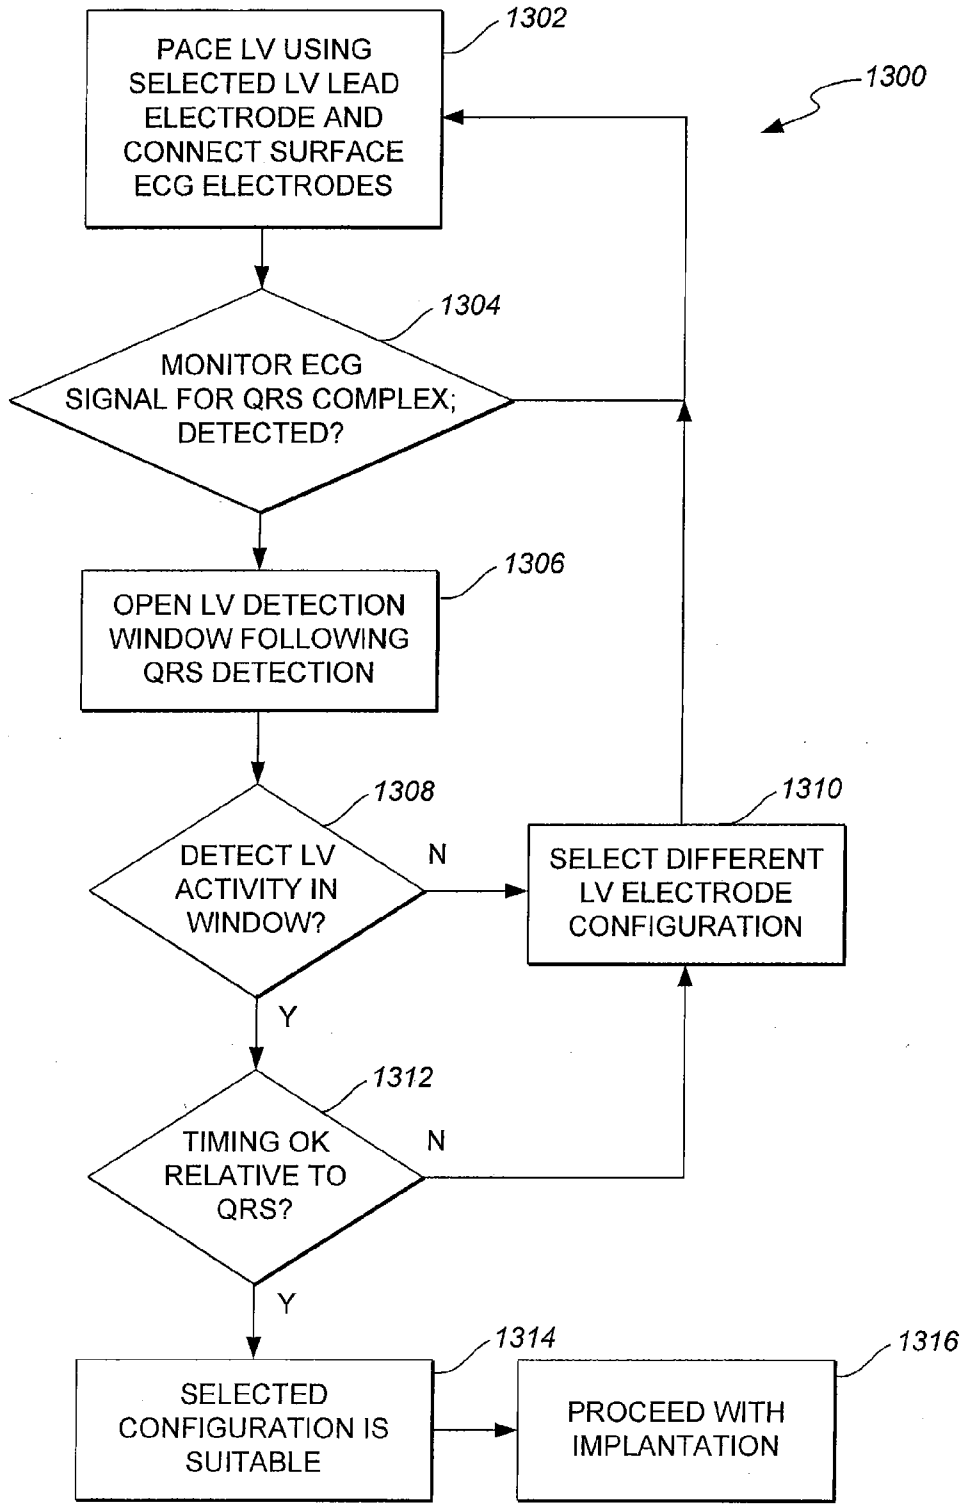 1302
PACE LV USING
SELECTED LV LEAD
ELECTRODE AND
CONNECT SURFACE
ECG ELECTRODES
1300
1304
MONITOR ECG
SIGNAL FOR QRS COMPLEX;
DETECTED?
1306
OPEN LV DETECTION
WINDOW FOLLOWING
QRS DETECTION
1308
DETECT LV
ACTIVITY IN
WINDOW?
N
Y
1310
SELECT DIFFERENT
LV ELECTRODE
CONFIGURATION
1312
TIMING OK
RELATIVE TO
QRS?
N
Y
1314
SELECTED
CONFIGURATION IS
SUITABLE
1316
PROCEED WITH
IMPLANTATION